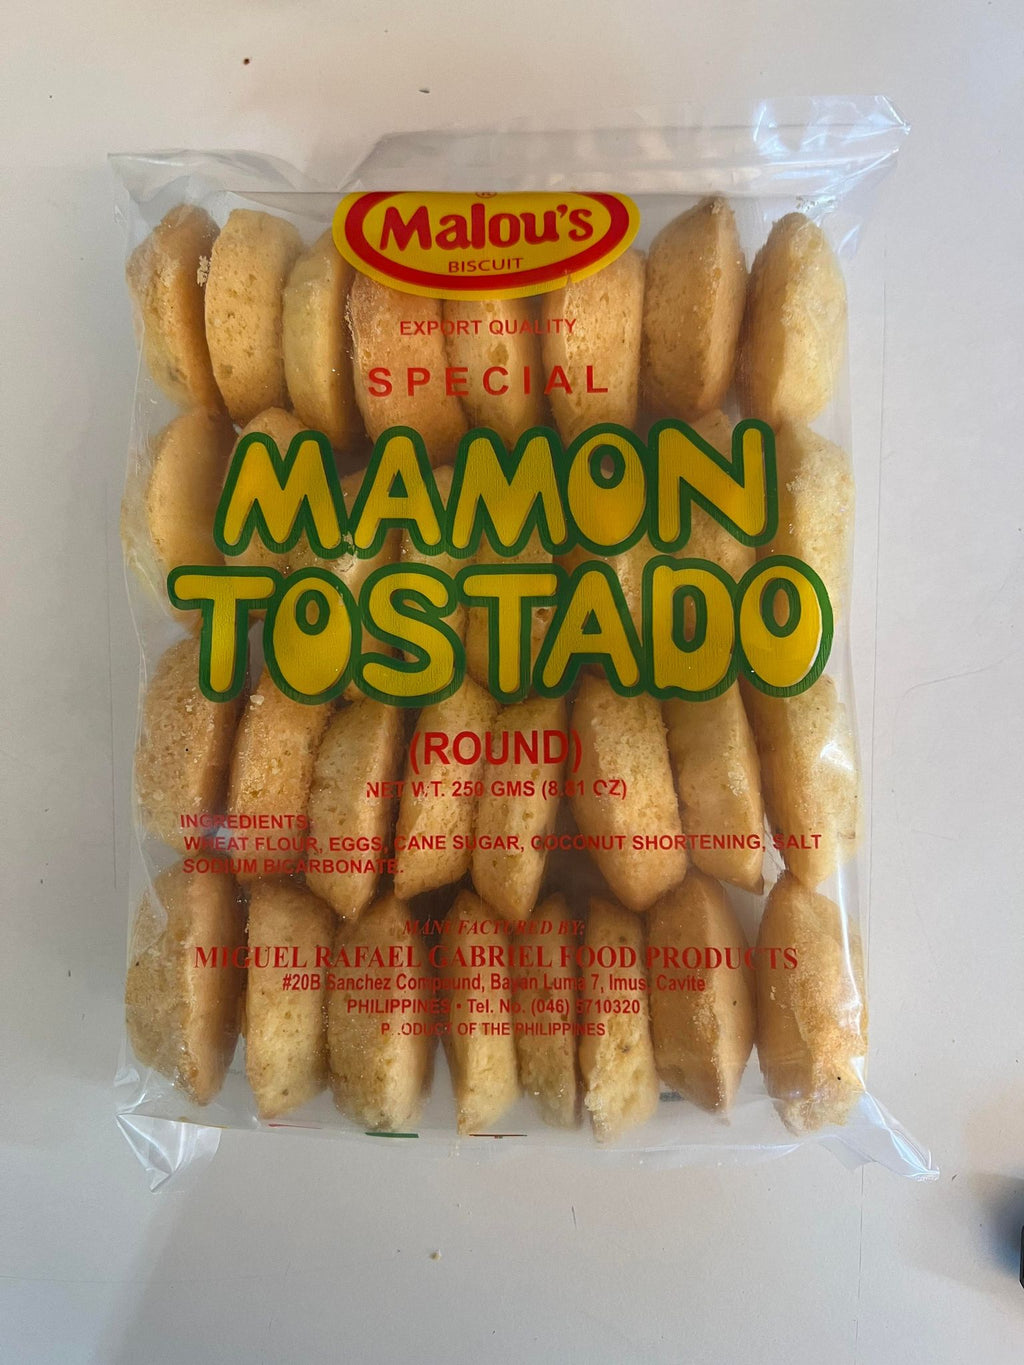 ®
Malou's
BISCUIT
EXPORT QUALITY
SPECIAL
MAMON
TOSTADO
(ROUND)
NET WT. 250 GMS (8.81 OZ)
INGREDIENTS:
WHEAT FLOUR, EGGS, CANE SUGAR, COCONUT SHORTENING, SALT
SODIUM BICARBONATE.
MANUFACTURED BY:
MIGUEL RAFAEL GABRIEL FOOD PRODUCTS
#20B Sanchez Compound, Bayan Luma 7, Imus, Cavite
PHILIPPINES • Tel. No. (046) 5710320
PRODUCT OF THE PHILIPPINES